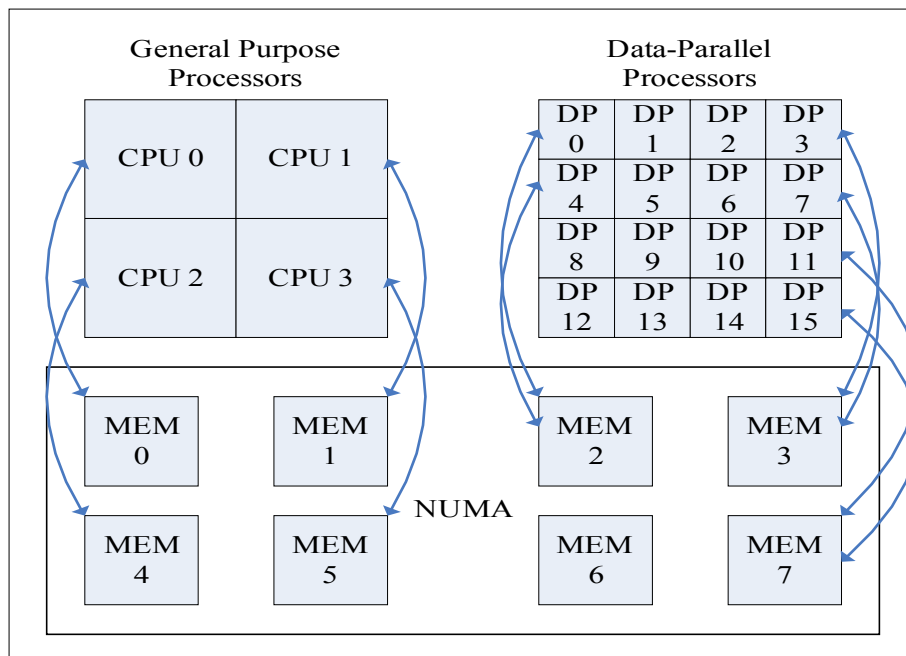 General Purpose
Processors
Data-Parallel
Processors
CPU 0
CPU 1
CPU 2
CPU 3
DP
0
DP
1
DP
2
DP
3
DP
4
DP
5
DP
6
DP
7
DP
8
DP
9
DP
10
DP
11
DP
12
DP
13
DP
14
DP
15
MEM
0
MEM
1
MEM
2
MEM
3
NUMA
MEM
4
MEM
5
MEM
6
MEM
7